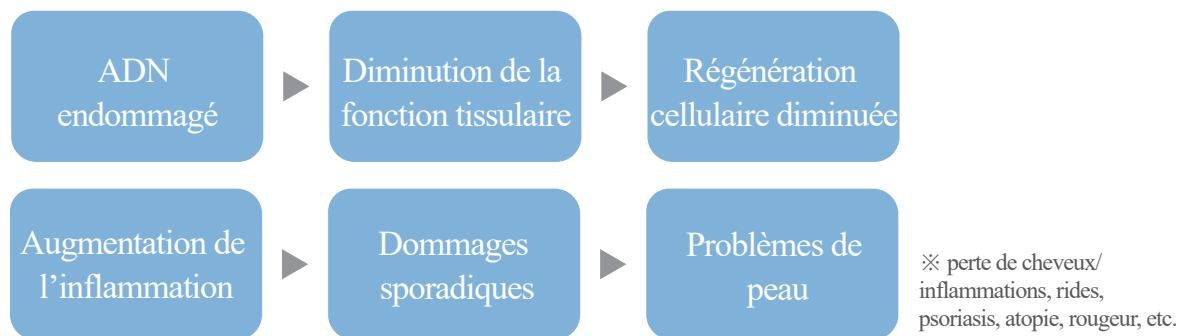 ADN
endommagé
Diminution de la
fonction tissulaire
Régénération
cellulaire diminuée
Augmentation de
l’inflammation
Dommages
sporadiques
Problèmes de
peau
※ perte de cheveux/
inflammations, rides,
psoriasis, atopie, rougeur, etc.